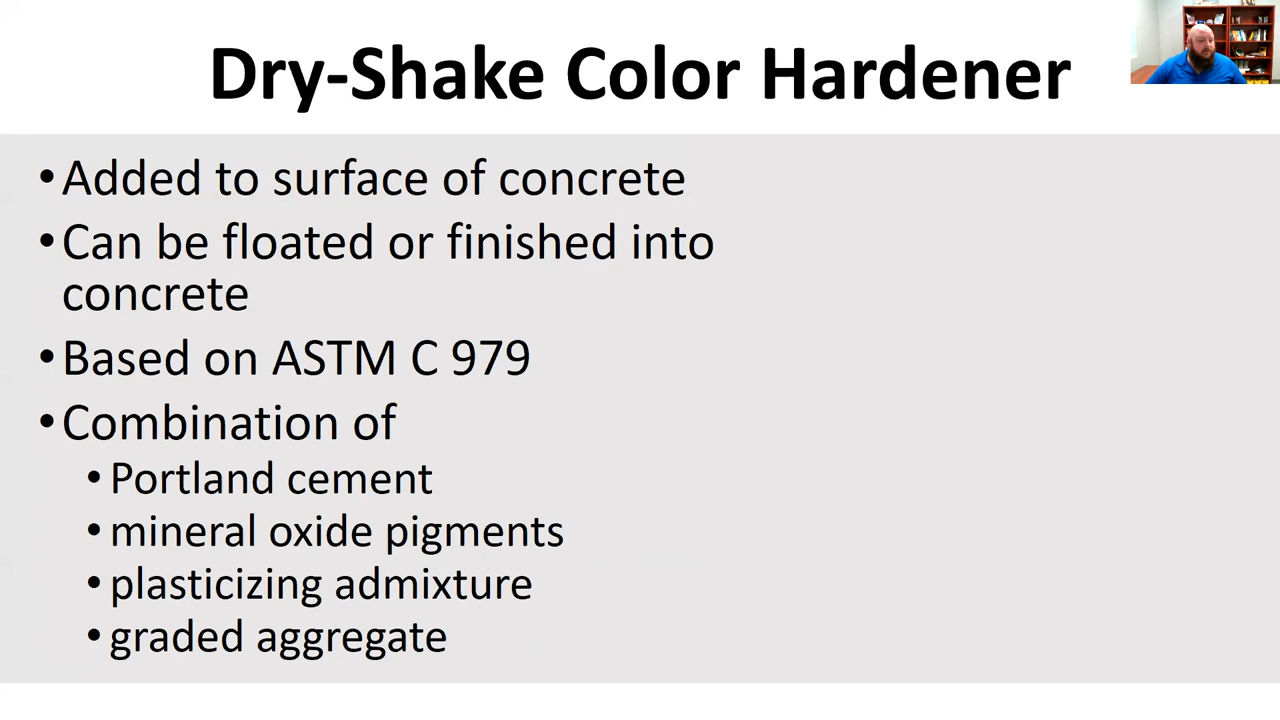 Dry-Shake Color Hardener
•Added to surface of concrete
•Can be floated or finished into
concrete
•Based on ASTM C 979
•Combination of
•Portland cement
•mineral oxide pigments
•plasticizing admixture
•graded aggregate